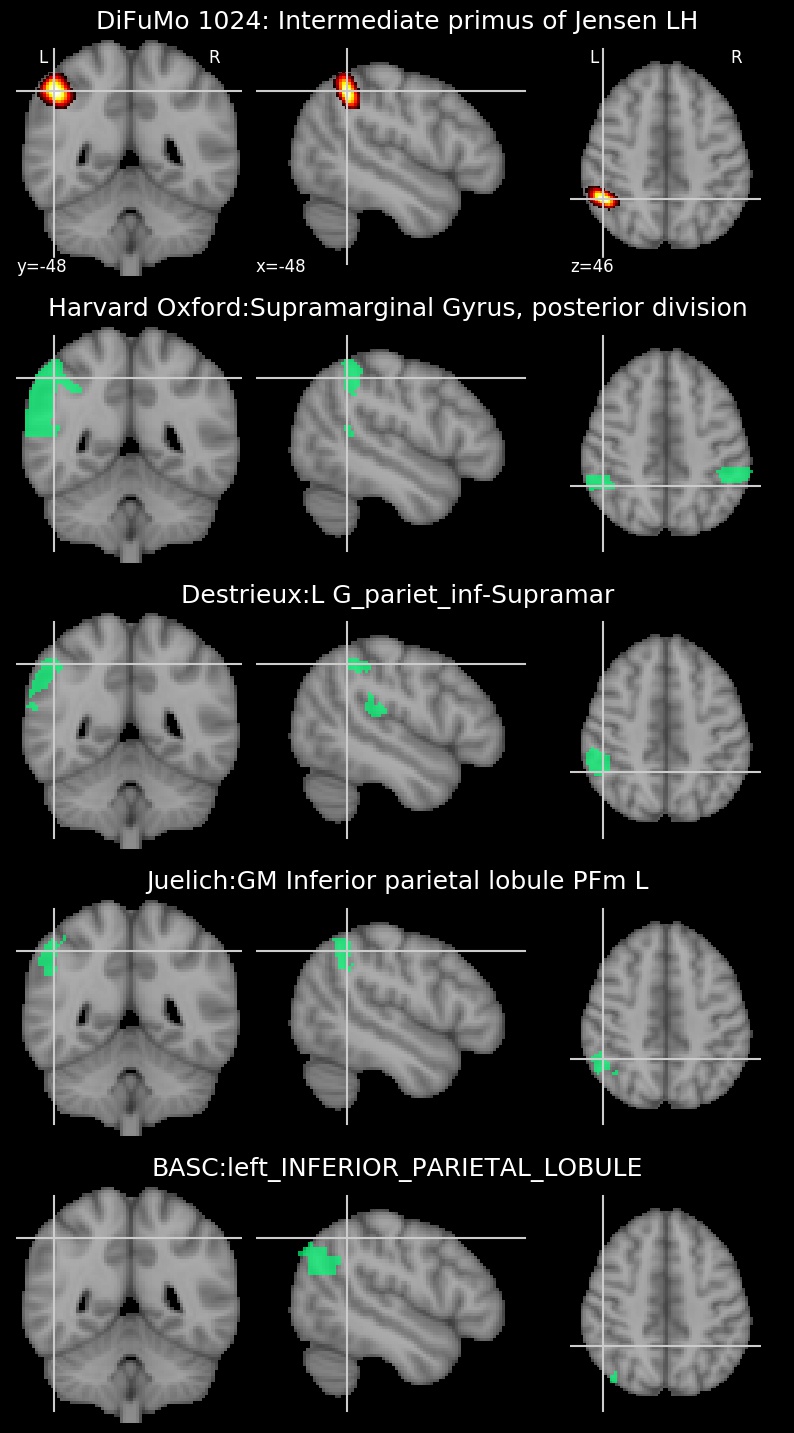 DiFuMo 1024: Intermediate primus of Jensen LH
L R L R
y=-48 x=-48 z=46
Harvard Oxford:Supramarginal Gyrus, posterior division
Destrieux:L G_pariet_inf-Supramar
Juelich:GM Inferior parietal lobule PFm L
BASC:left_INFERIOR_PARIETAL_LOBULE